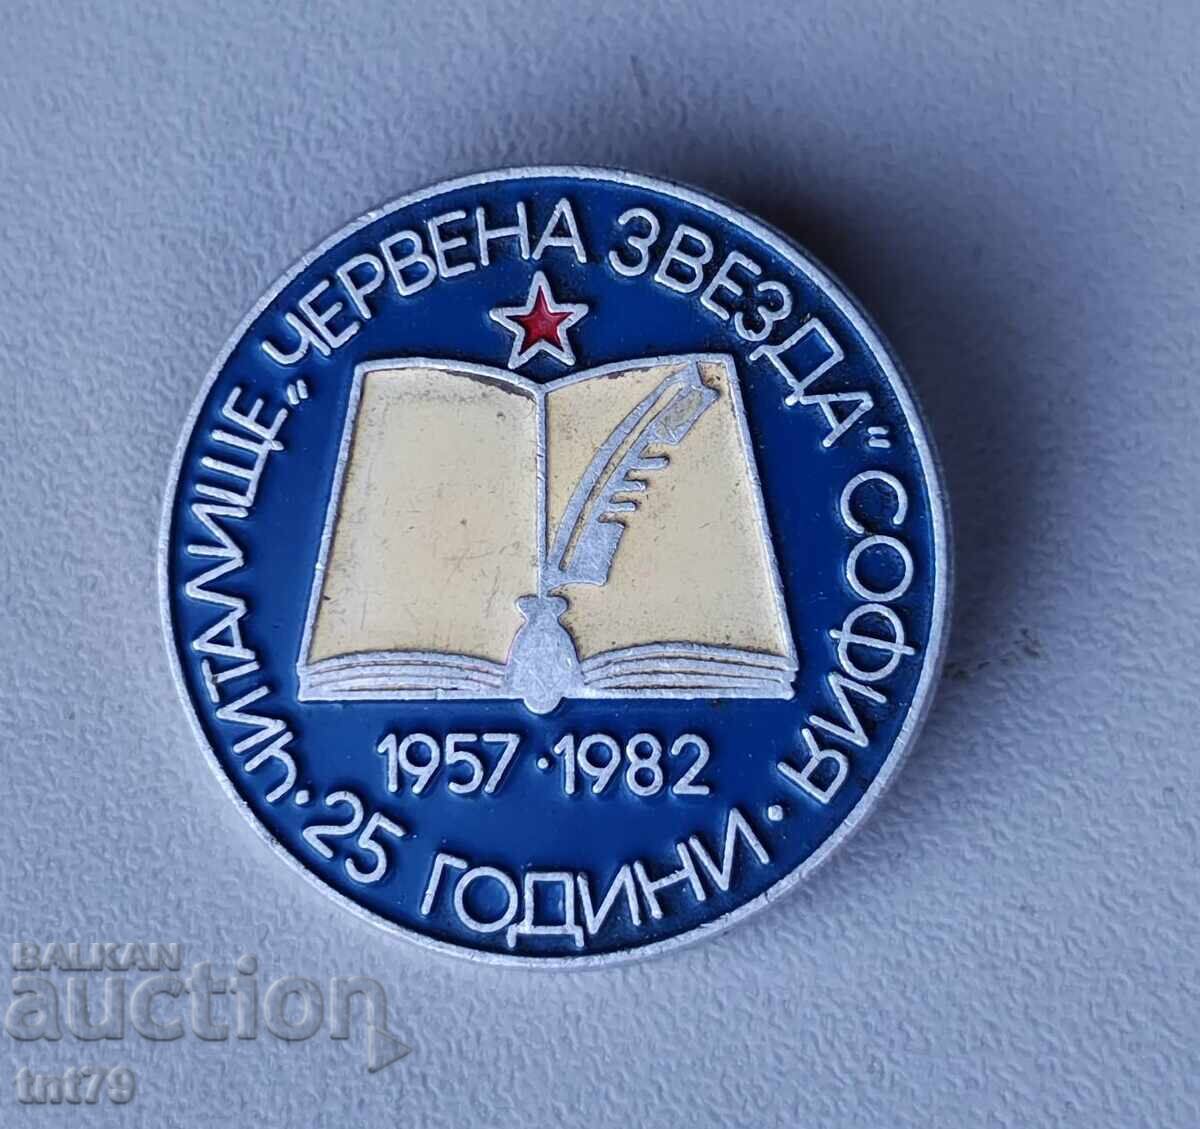 ЧИТАЛИЩЕ „ЧЕРВЕНА ЗВЕЗДА“ СОФИЯ
1957 · 1982
· 25 ГОДИНИ ·
BALKAN
auction
tnt79